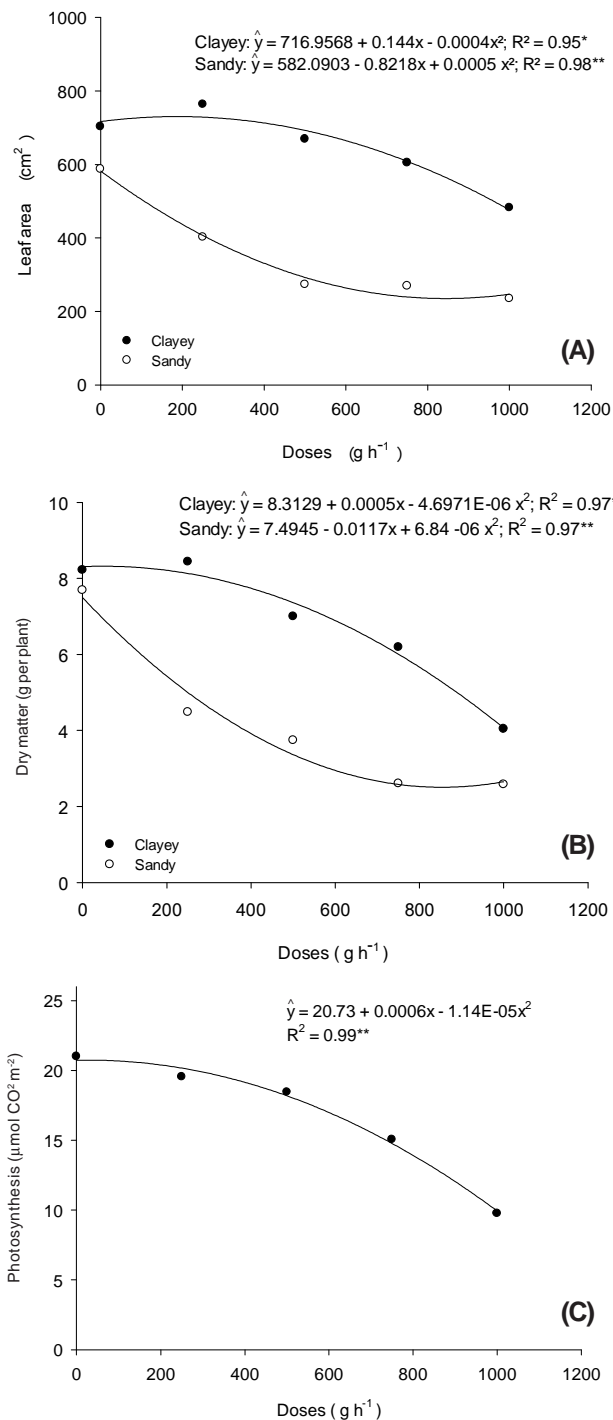 Clayey: ŷ = 716.9568 + 0.144x - 0.0004x²; R² = 0.95*
Sandy: ŷ = 582.0903 - 0.8218x + 0.0005 x²; R² = 0.98**
1000
800
600
400
200
0
Leaf area (cm²)
Clayey
Sandy
(A)
0 200 400 600 800 1000 1200
Doses (g h⁻¹)
Clayey: ŷ = 8.3129 + 0.0005x - 4.6971E-06 x²; R² = 0.97
Sandy: ŷ = 7.4945 - 0.0117x + 6.84 -06 x²; R² = 0.97**
10
8
6
4
2
0
Dry matter (g per plant)
Clayey
Sandy
(B)
0 200 400 600 800 1000 1200
Doses ( g h⁻¹)
ŷ = 20.73 + 0.0006x - 1.14E-05x²
R² = 0.99**
25
20
15
10
5
0
Photosynthesis (µmol CO² m⁻²)
(C)
0 200 400 600 800 1000 1200
Doses ( g h⁻¹)